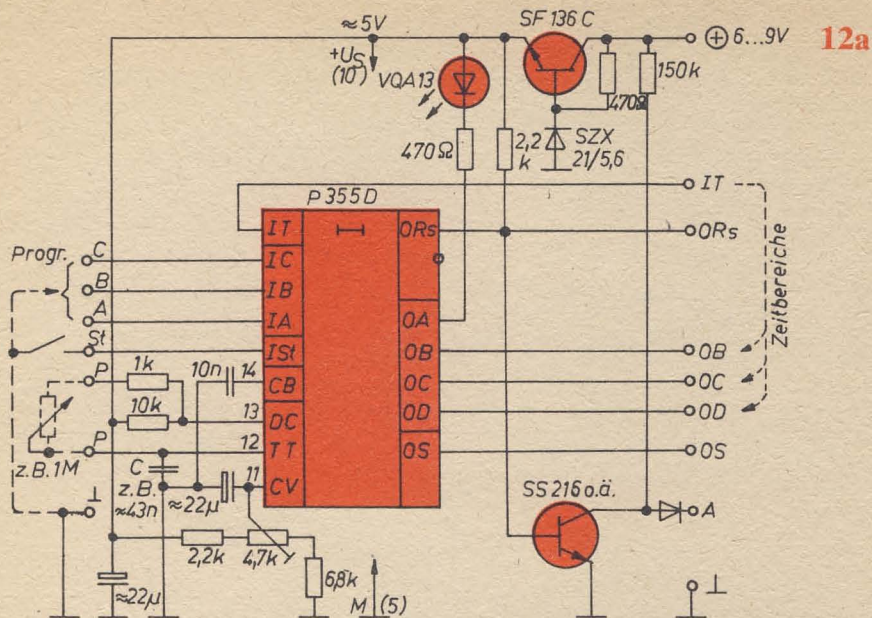 ≈5V
SF 136 C
⊕ 6...9V
12a
+US
(10)
VQA13
470Ω
150k
470Ω
2,2
k
SZX
21/5,6
P 355 D
IT
IT
ORs
ORs
Progr.
C
IC
B
IB
A
IA
OA
Zeitbereiche
St
ISt
OB
OB
P
1k
10n
14
CB
OC
OC
10k
13
DC
OD
OD
P
12
TT
OS
OS
z.B.1M
C
z.B.
≈43n
≈22µ
11
CV
SS 216 o.ä.
A
⊥
2,2k
4,7k
6,8k
≈22µ
M (5)
⊥